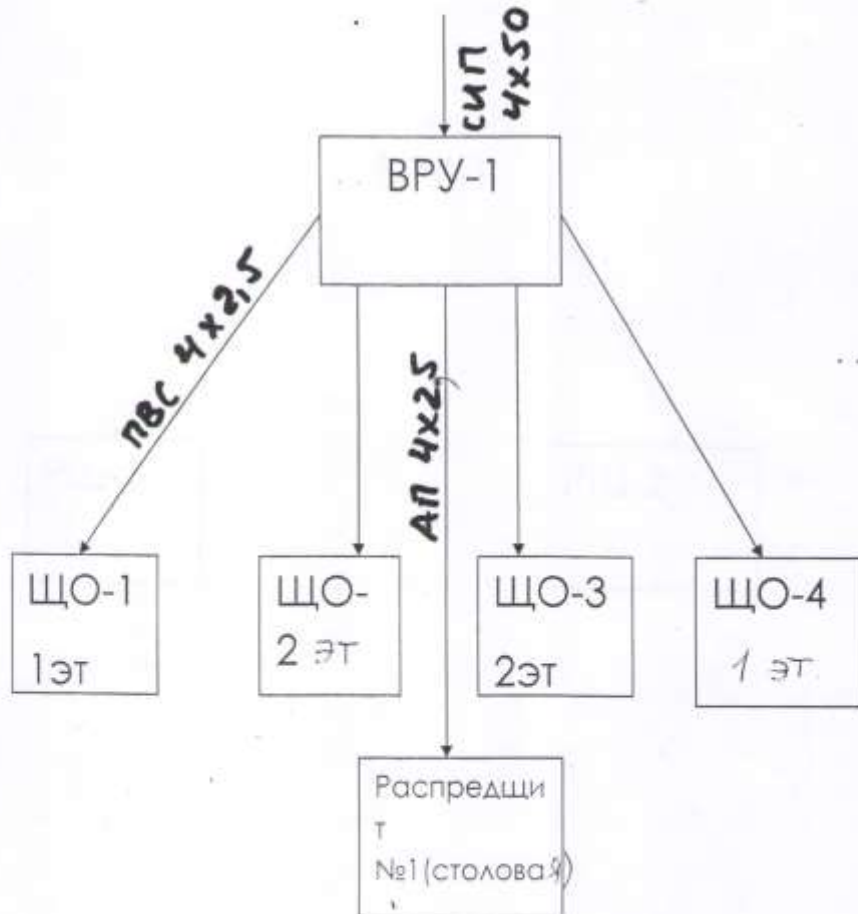 СИП
4х50
ВРУ-1
ПВС 4х2,5
АП 4х25
ЩО-1
1эт
ЩО-
2 эт
ЩО-3
2эт
ЩО-4
1 эт.
Распредщи
т
№1(столовая)